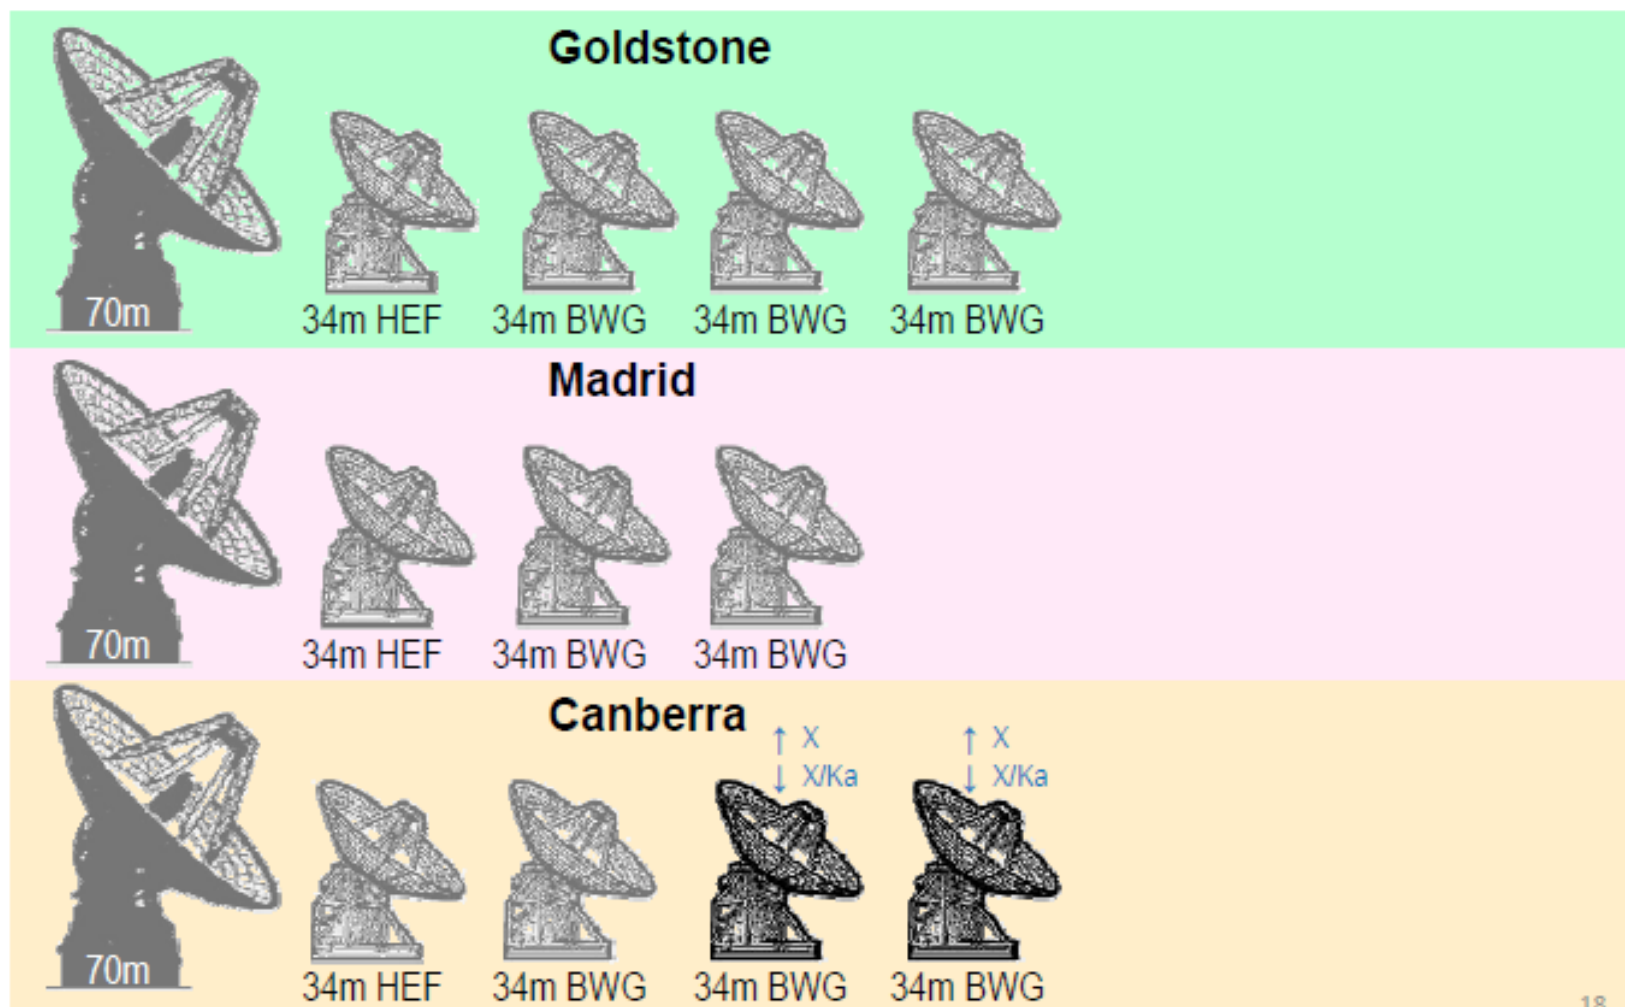 Goldstone
70m
34m HEF
34m BWG
34m BWG
34m BWG
Madrid
70m
34m HEF
34m BWG
34m BWG
Canberra
↑ X
↓ X/Ka
↑ X
↓ X/Ka
70m
34m HEF
34m BWG
34m BWG
34m BWG
18